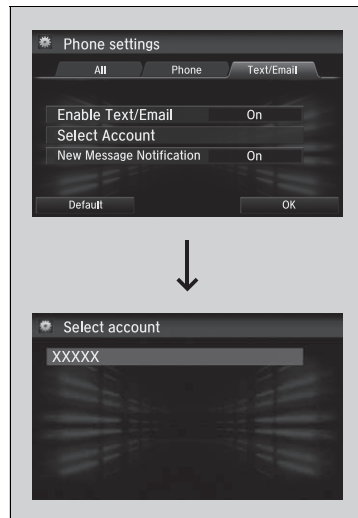 Phone settings
All Phone Text/Email
Enable Text/Email On
Select Account
New Message Notification On
Default OK
Select account
XXXXX